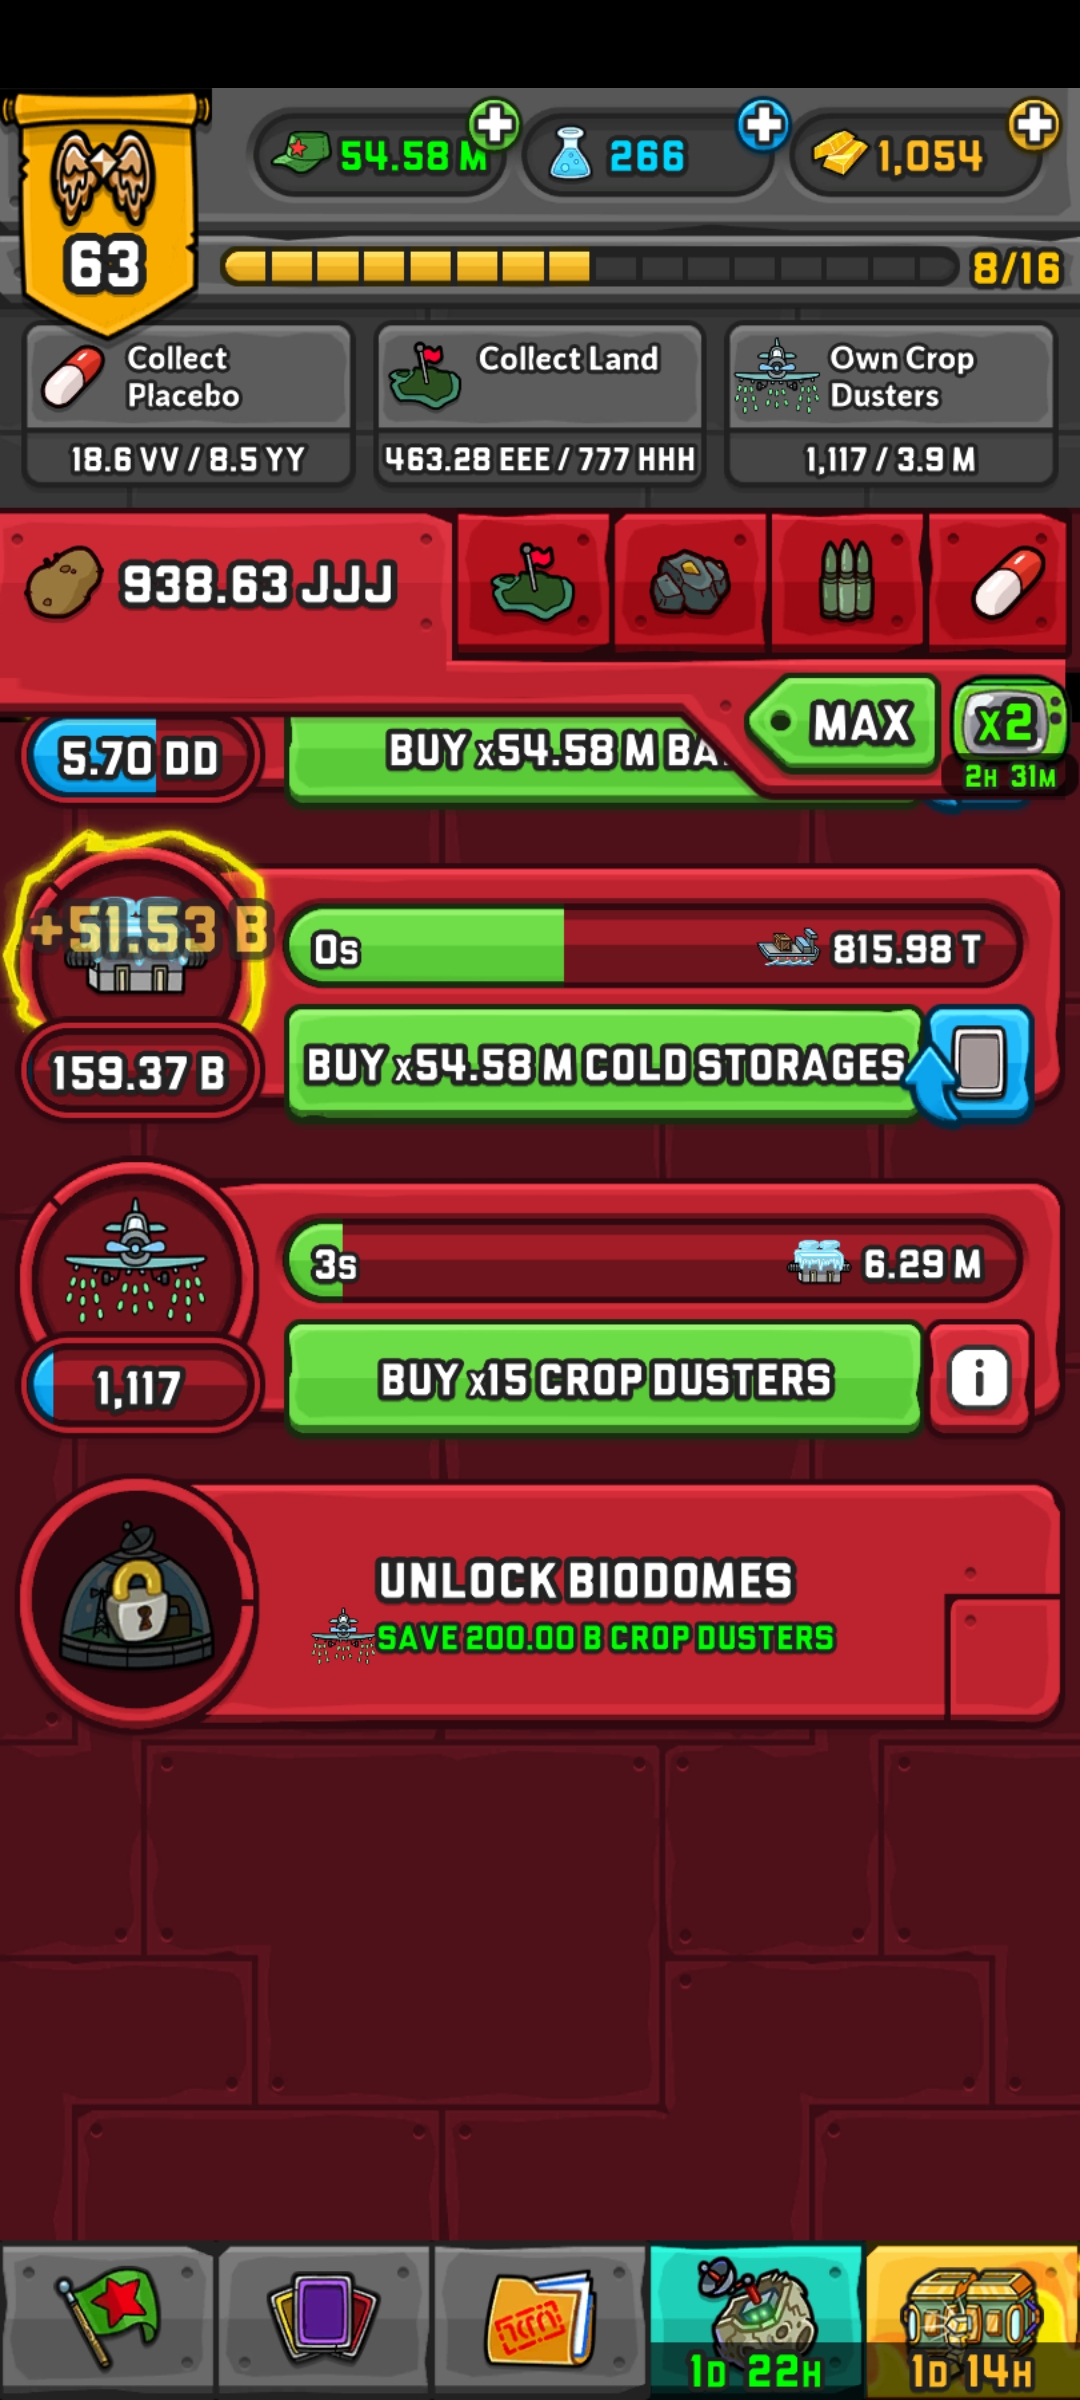 54.58 M
266
1,054
63
8/16
Collect
Placebo
18.6 VV / 8.5 YY
Collect Land
463.28 EEE / 777 HHH
Own Crop
Dusters
1,117 / 3.9 M
938.63 JJJ
MAX
x2
2H 31M
5.70 DD
BUY x54.58 M BA
+51.53 B
0s
815.98 T
159.37 B
BUY x54.58 M COLD STORAGES
3s
6.29 M
1,117
BUY x15 CROP DUSTERS
i
UNLOCK BIODOMES
SAVE 200.00 B CROP DUSTERS
1D 22H
1D 14H